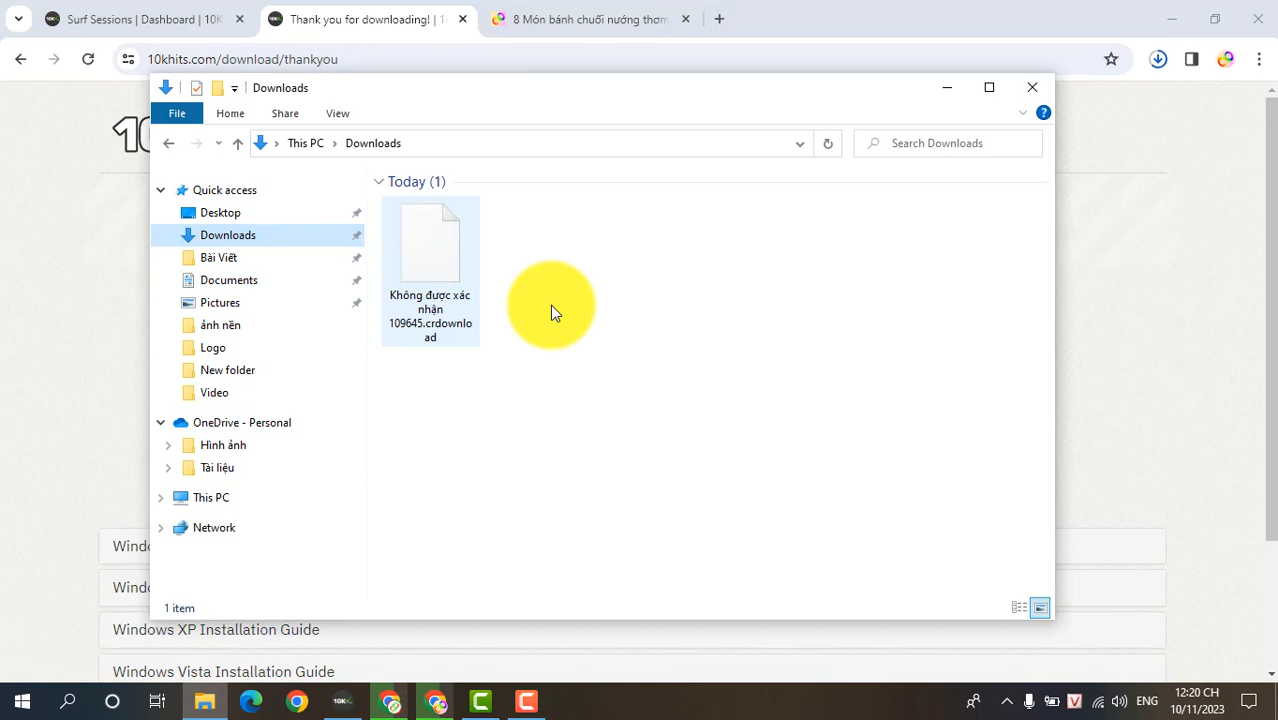 Surf Sessions | Dashboard | 10K
Thank you for downloading! | 1
8 Món bánh chuối nướng thơm
10khits.com/download/thankyou
Downloads
File
Home
Share
View
This PC
Downloads
Search Downloads
Quick access
Desktop
Downloads
Bài Viết
Documents
Pictures
ảnh nền
Logo
New folder
Video
OneDrive - Personal
Hình ảnh
Tài liệu
This PC
Network
Today (1)
Không được xác
nhận
109645.crdownlo
ad
1 item
10
Windo
Windo
Windows XP Installation Guide
Windows Vista Installation Guide
ENG
12:20 CH
10/11/2023